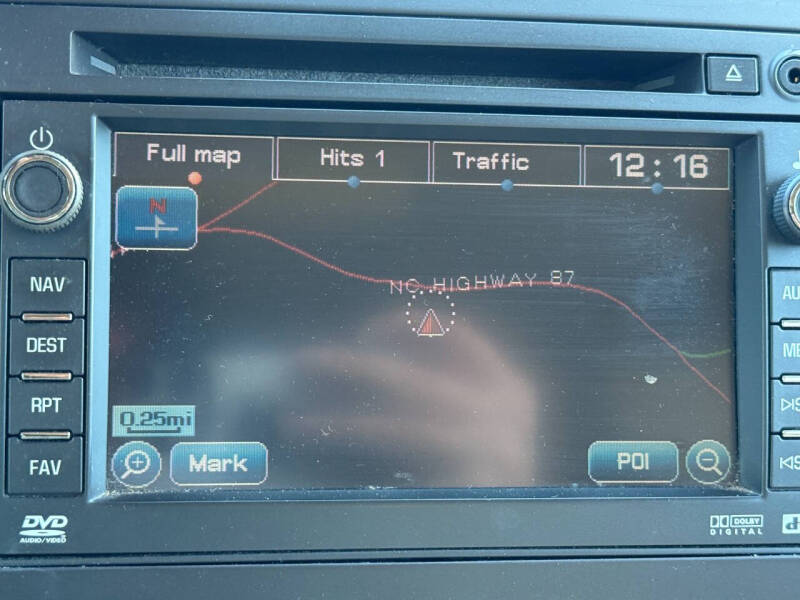 Full map
Hits 1
Traffic
12:16
N
NAV
DEST
RPT
FAV
NC HIGHWAY 87
0.25mi
Mark
POI
DVD
AUDIO/VIDEO
DOLBY
DIGITAL